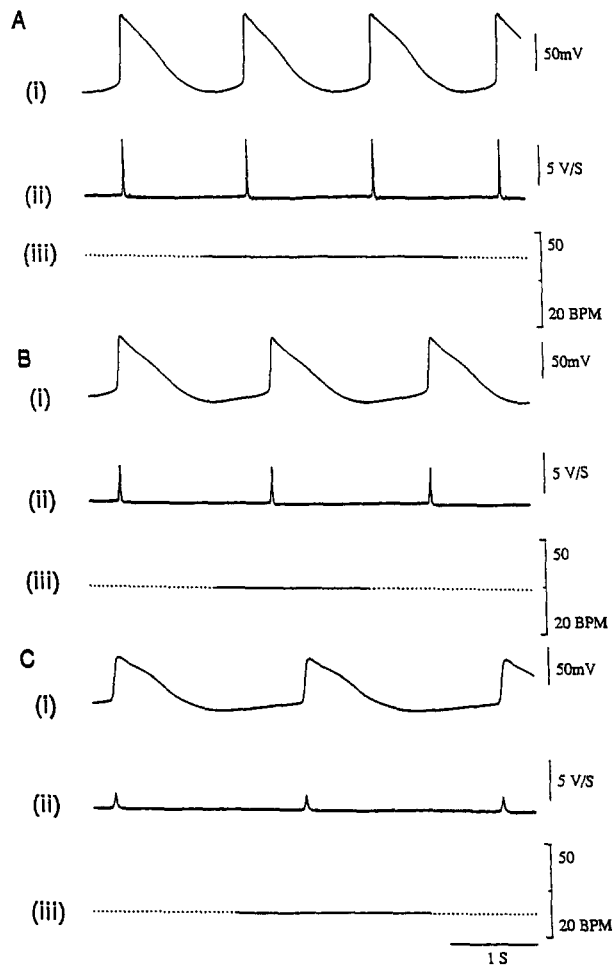 A
(i)
50mV
(ii)
5 V/S
(iii)
50
20 BPM
B
(i)
50mV
(ii)
5 V/S
(iii)
50
20 BPM
C
(i)
50mV
(ii)
5 V/S
(iii)
50
20 BPM
1 S